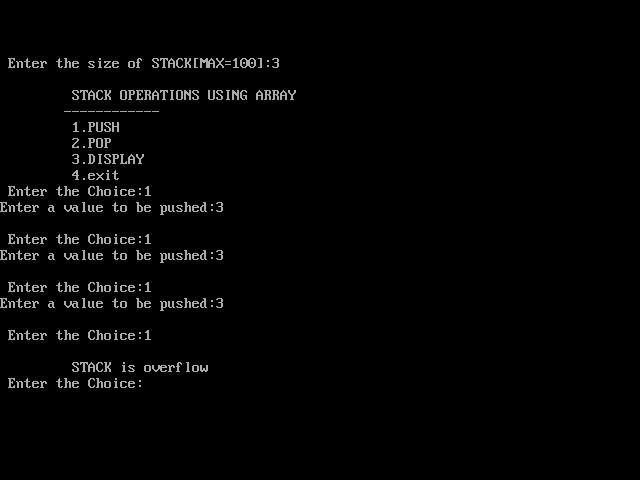 Enter the size of STACK[MAX=100]:3
STACK OPERATIONS USING ARRAY
------------
1.PUSH
2.POP
3.DISPLAY
4.exit
Enter the Choice:1
Enter a value to be pushed:3
Enter the Choice:1
Enter a value to be pushed:3
Enter the Choice:1
Enter a value to be pushed:3
Enter the Choice:1
STACK is overflow
Enter the Choice: